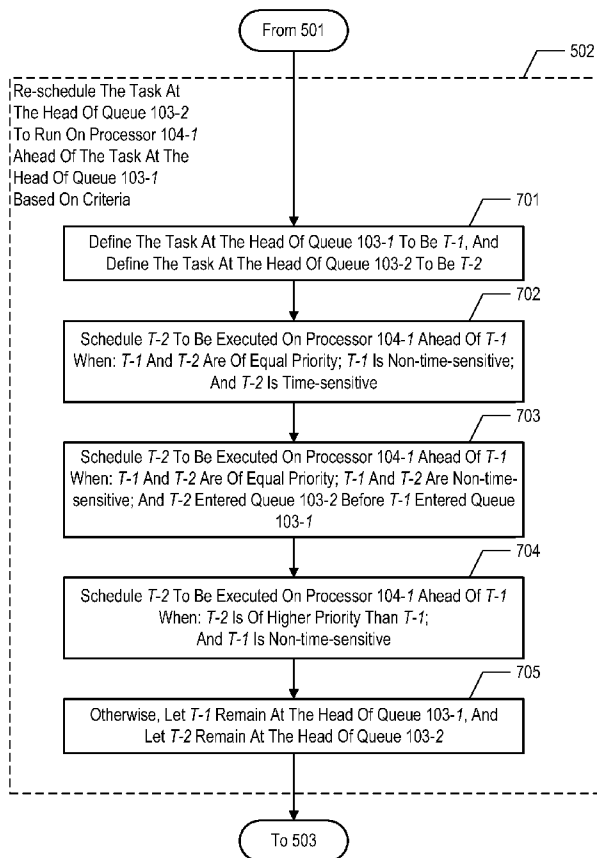 From 501
502
Re-schedule The Task At
The Head Of Queue 103-2
To Run On Processor 104-1
Ahead Of The Task At The
Head Of Queue 103-1
Based On Criteria
701
Define The Task At The Head Of Queue 103-1 To Be T-1, And
Define The Task At The Head Of Queue 103-2 To Be T-2
702
Schedule T-2 To Be Executed On Processor 104-1 Ahead Of T-1
When: T-1 And T-2 Are Of Equal Priority; T-1 Is Non-time-sensitive;
And T-2 Is Time-sensitive
703
Schedule T-2 To Be Executed On Processor 104-1 Ahead Of T-1
When: T-1 And T-2 Are Of Equal Priority; T-1 And T-2 Are Non-time-
sensitive; And T-2 Entered Queue 103-2 Before T-1 Entered Queue
103-1
704
Schedule T-2 To Be Executed On Processor 104-1 Ahead Of T-1
When: T-2 Is Of Higher Priority Than T-1;
And T-1 Is Non-time-sensitive
705
Otherwise, Let T-1 Remain At The Head Of Queue 103-1, And
Let T-2 Remain At The Head Of Queue 103-2
To 503